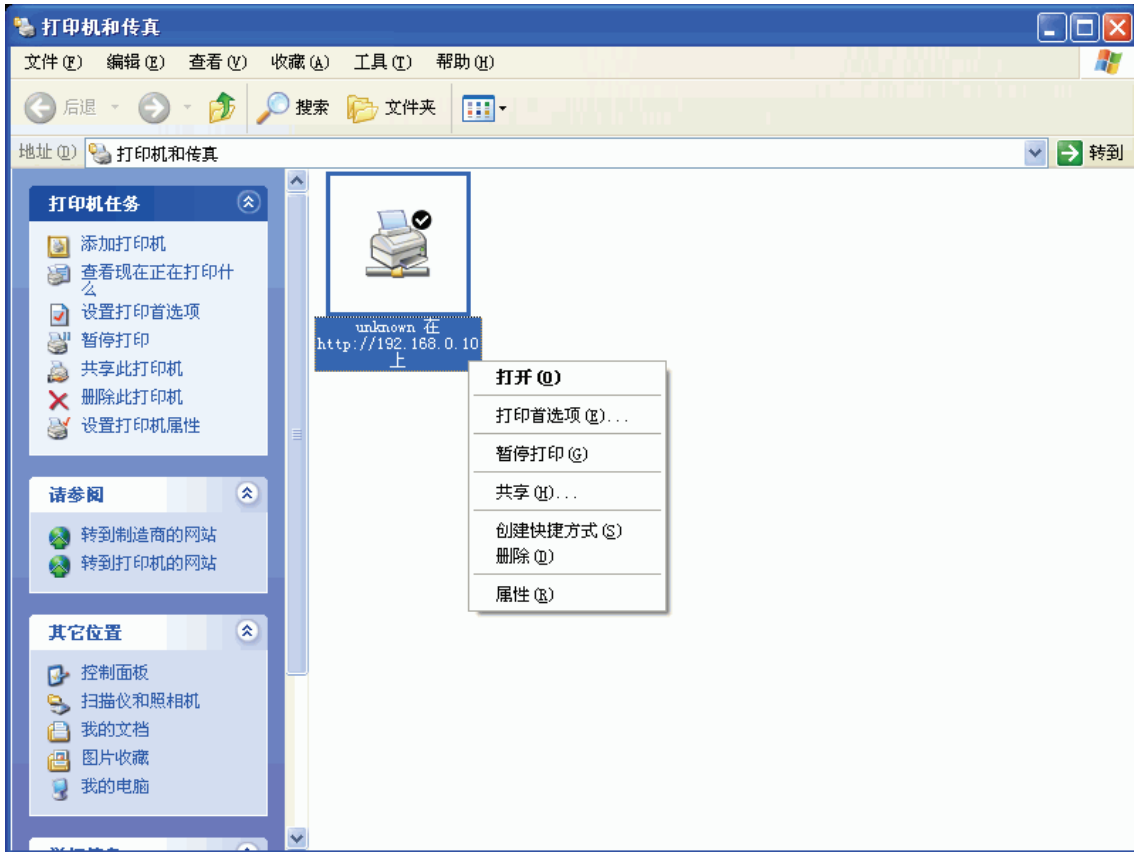 打印机和传真
文件(F) 编辑(E) 查看(V) 收藏(A) 工具(T) 帮助(H)
后退 搜索 文件夹
地址(D) 打印机和传真 转到
打印机任务
添加打印机
查看现在正在打印什
么
设置打印首选项
暂停打印
共享此打印机
删除此打印机
设置打印机属性
请参阅
转到制造商的网站
转到打印机的网站
其它位置
控制面板
扫描仪和照相机
我的文档
图片收藏
我的电脑
unknown 在
http://192.168.0.10
上
打开(O)
打印首选项(E)...
暂停打印(G)
共享(H)...
创建快捷方式(S)
删除(D)
属性(R)